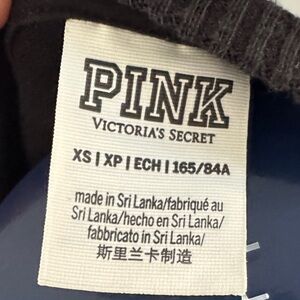 PINK
VICTORIA'S SECRET
XS | XP | ECH | 165/84A
made in Sri Lanka/fabriqué au
Sri Lanka/hecho en Sri Lanka/
fabbricato in Sri Lanka/
斯里兰卡制造